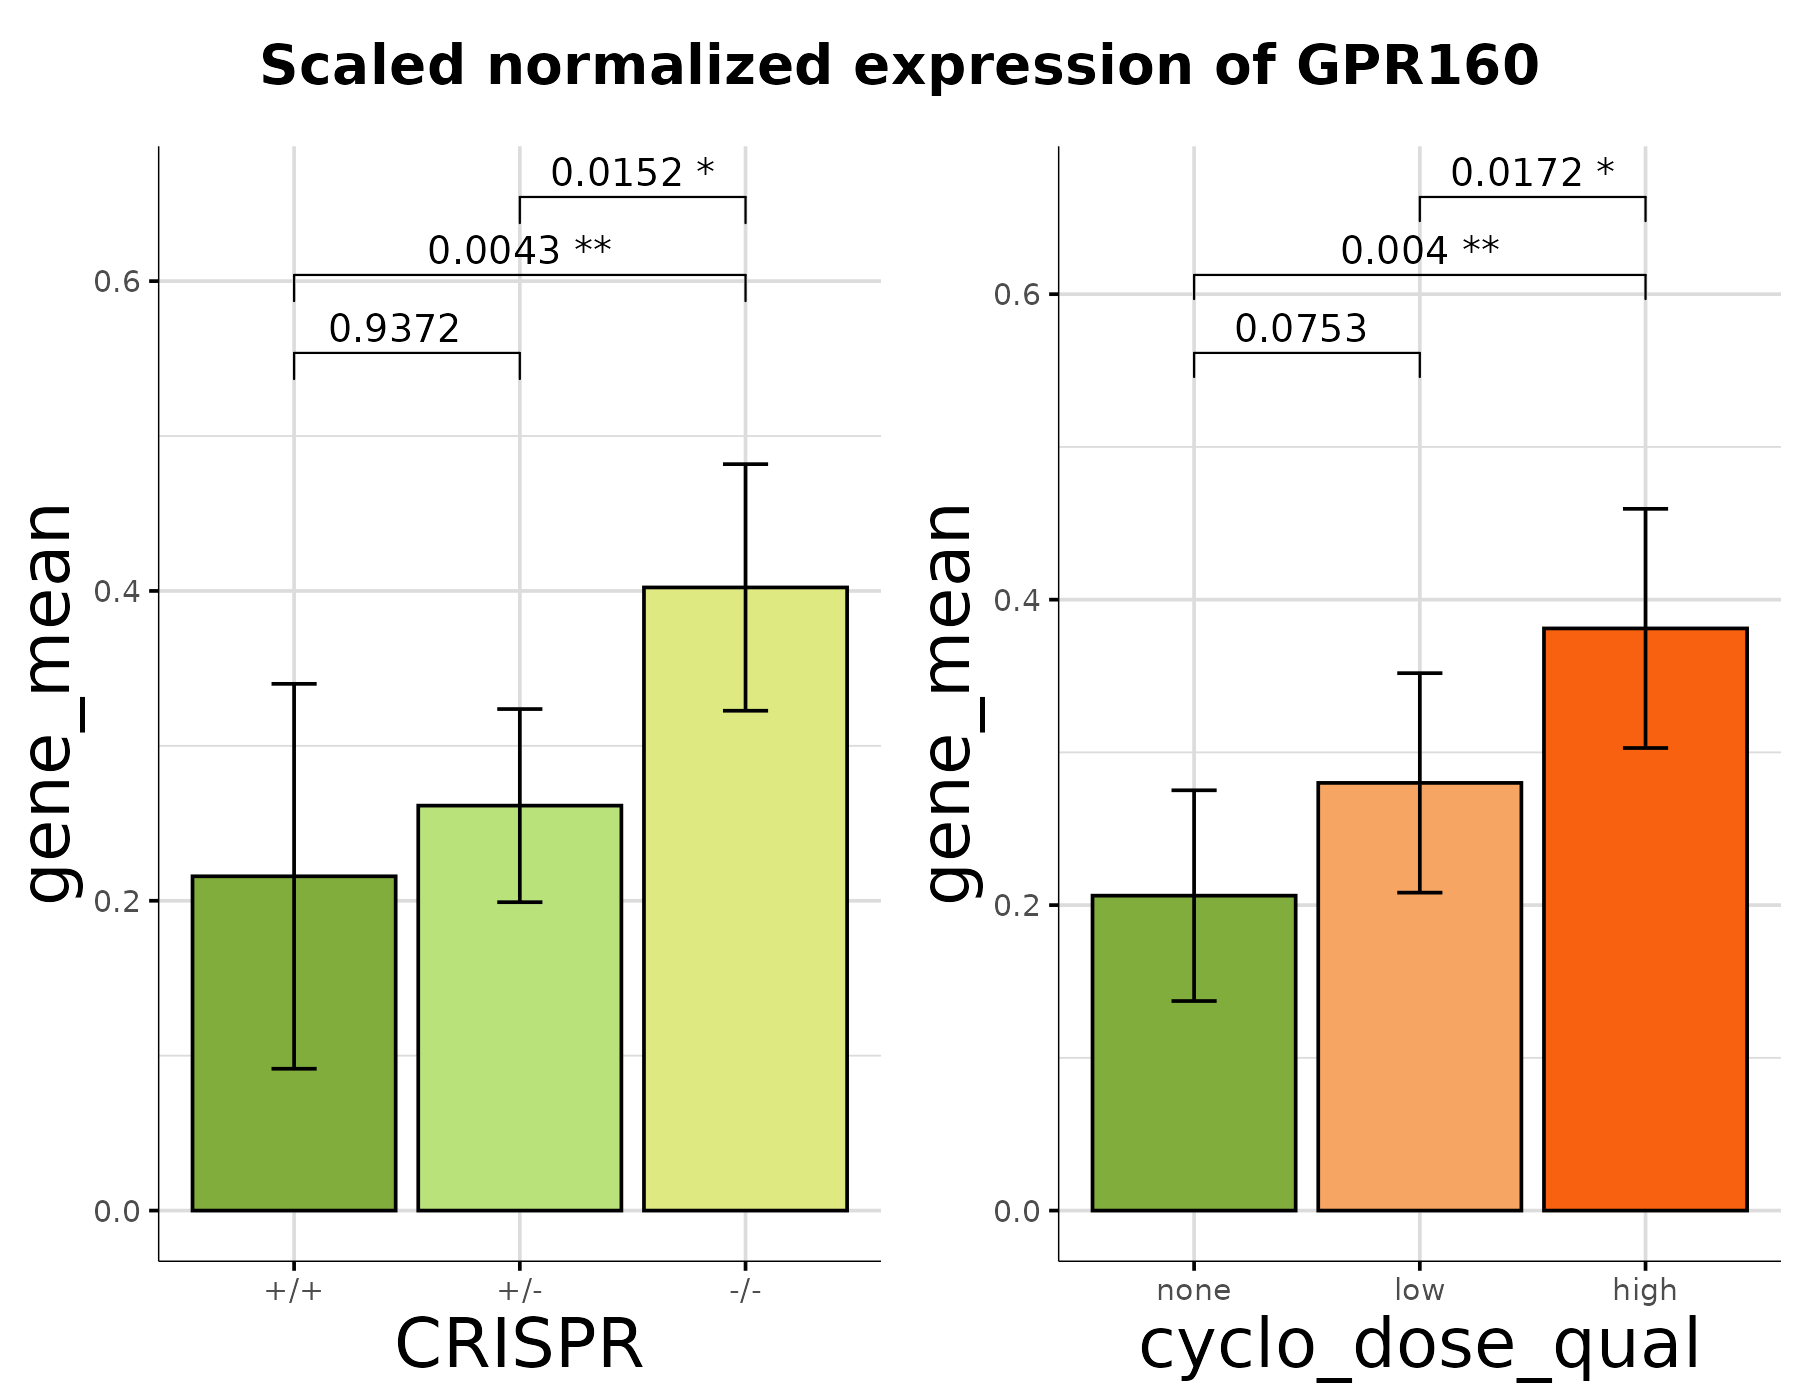 Scaled normalized expression of GPR160
gene_mean
0.6
0.4
0.2
0.0
0.0152 *
0.0043 **
0.9372
+/+ +/- -/-
CRISPR
gene_mean
0.6
0.4
0.2
0.0
0.0172 *
0.004 **
0.0753
none low high
cyclo_dose_qual